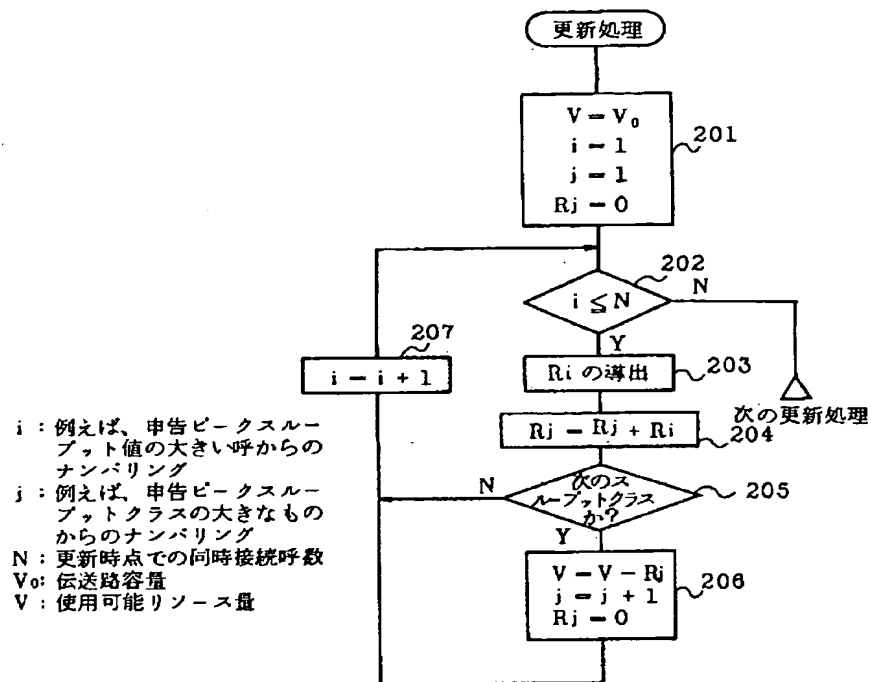 更新処理
V = V₀
i = 1
j = 1
Rj = 0
201
i ≦ N
202
N
Y
207
i = i + 1
Ri の導出
203
Rj = Rj + Ri
204
次の更新処理
次のス
ループットクラス
か?
205
N
Y
V = V − Rj
j = j + 1
Rj = 0
206
i : 例えば、申告ピークスルー
プット値の大きい呼からの
ナンバリング
j : 例えば、申告ピークスルー
プットクラスの大きなもの
からのナンバリング
N : 更新時点での同時接続呼数
V₀: 伝送路容量
V : 使用可能リソース量